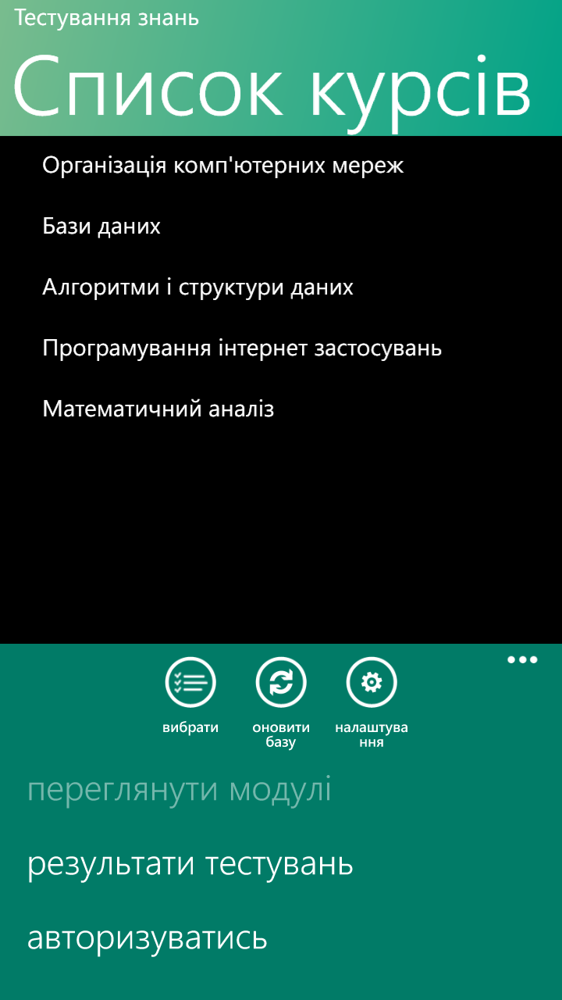 Тестування знань
Список курсів
Організація комп'ютерних мереж
Бази даних
Алгоритми і структури даних
Програмування інтернет застосувань
Математичний аналіз
вибрати
оновити
базу
налаштува
ння
переглянути модулі
результати тестувань
авторизуватись